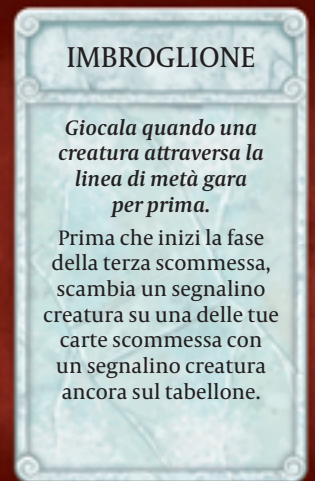 IMBROGLIONE
Giocala quando una
creatura attraversa la
linea di metà gara
per prima.
Prima che inizi la fase
della terza scommessa,
scambia un segnalino
creatura su una delle tue
carte scommessa con
un segnalino creatura
ancora sul tabellone.